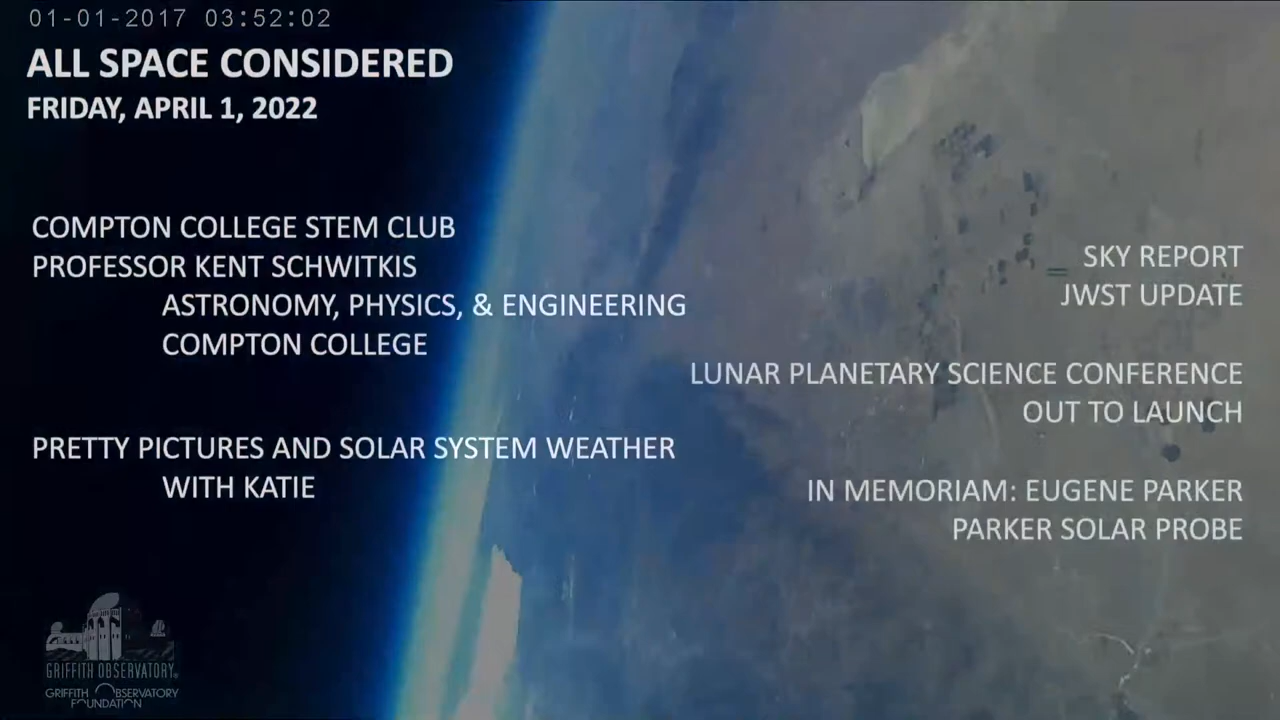 01-01-2017 03:52:02
ALL SPACE CONSIDERED
FRIDAY, APRIL 1, 2022
COMPTON COLLEGE STEM CLUB
PROFESSOR KENT SCHWITKIS
ASTRONOMY, PHYSICS, & ENGINEERING
COMPTON COLLEGE
PRETTY PICTURES AND SOLAR SYSTEM WEATHER
WITH KATIE
SKY REPORT
JWST UPDATE
LUNAR PLANETARY SCIENCE CONFERENCE
OUT TO LAUNCH
IN MEMORIAM: EUGENE PARKER
PARKER SOLAR PROBE
GRIFFITH OBSERVATORY
GRIFFITH OBSERVATORY
FOUNDATION